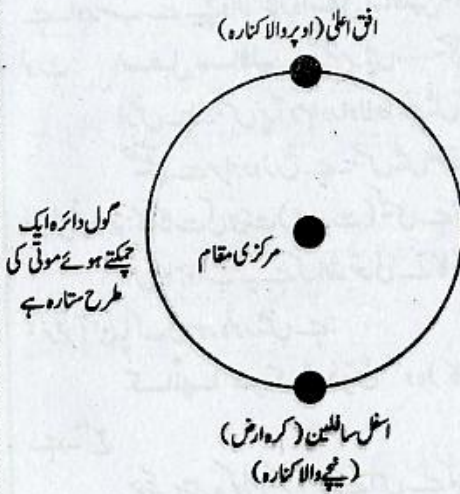 افق اعلیٰ (اوپر والا کنارہ)
گول دائرہ ایک
چمکتے ہوئے موتی کی
طرح ستارہ ہے
مرکزی مقام
اسفل سافلین (کرہ ارض)
(نیچے والا کنارہ)